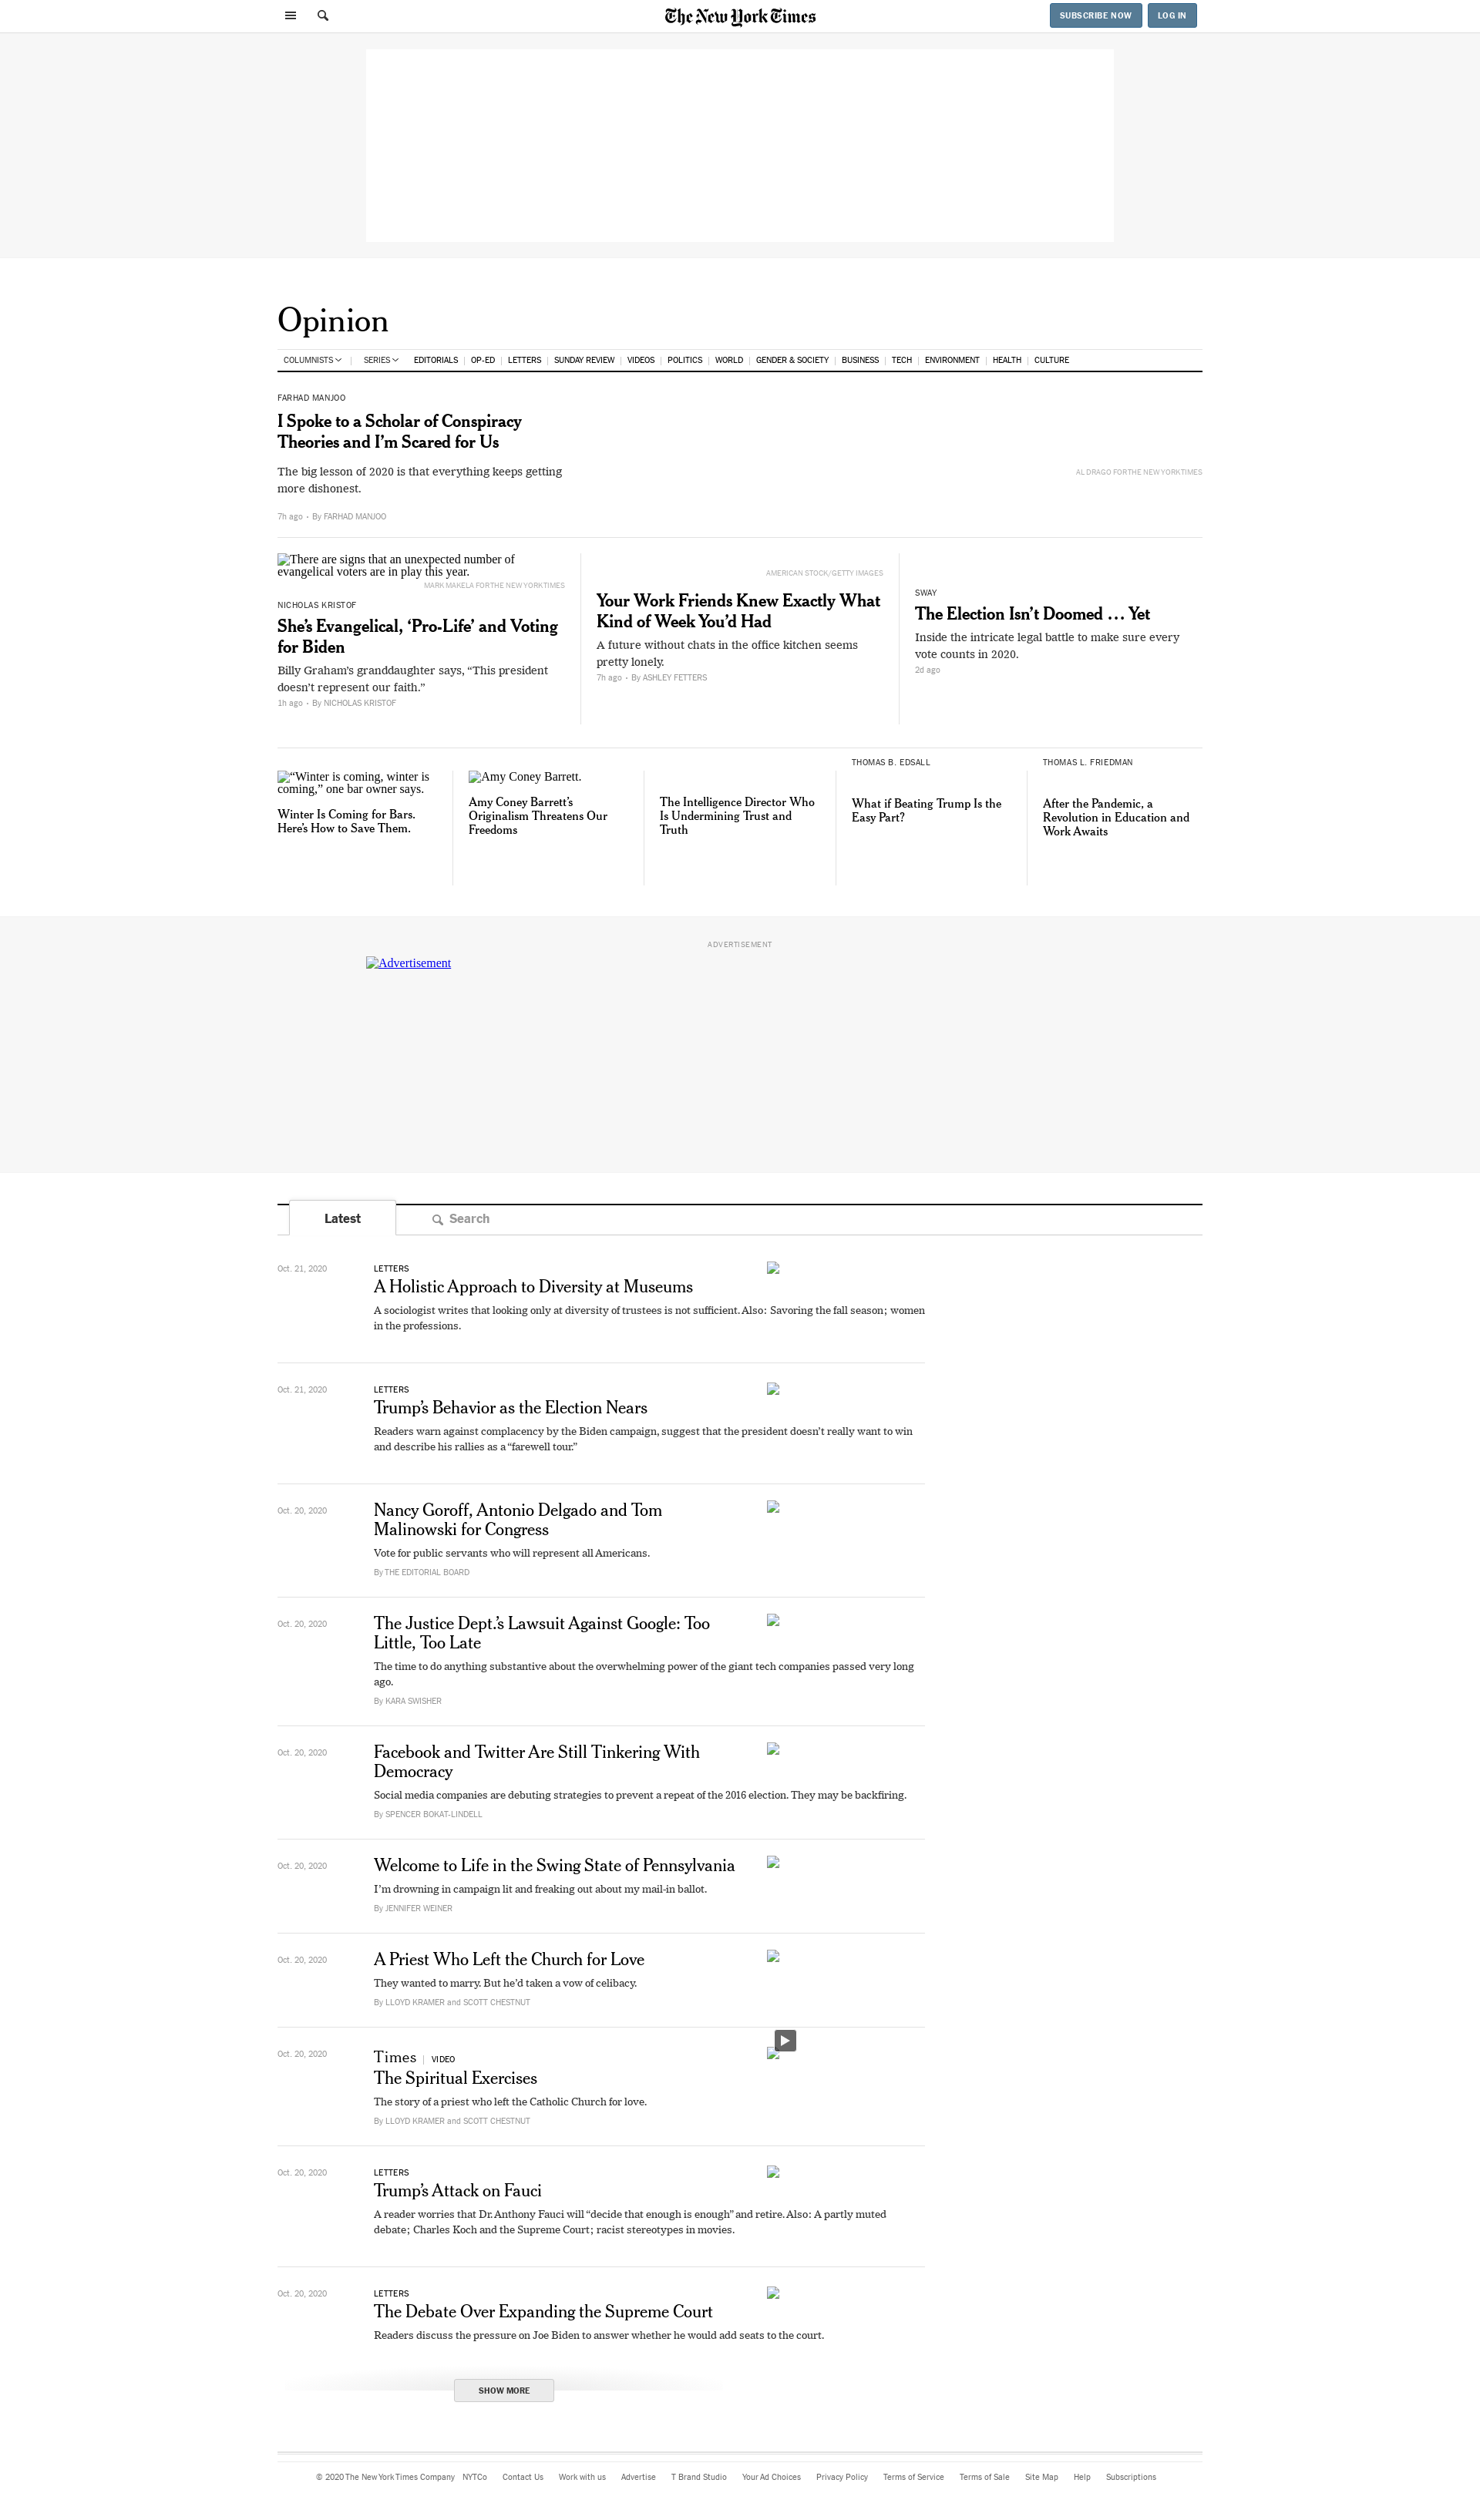 The New York Times
SUBSCRIBE NOW
LOG IN
Opinion
COLUMNISTS
SERIES
EDITORIALS
OP-ED
LETTERS
SUNDAY REVIEW
VIDEOS
POLITICS
WORLD
GENDER & SOCIETY
BUSINESS
TECH
ENVIRONMENT
HEALTH
CULTURE
FARHAD MANJOO
I Spoke to a Scholar of Conspiracy
Theories and I’m Scared for Us
The big lesson of 2020 is that everything keeps getting
more dishonest.
7h ago • By FARHAD MANJOO
AL DRAGO FOR THE NEW YORK TIMES
There are signs that an unexpected number of
evangelical voters are in play this year.
MARK MAKELA FOR THE NEW YORK TIMES
NICHOLAS KRISTOF
She’s Evangelical, ‘Pro-Life’ and Voting
for Biden
Billy Graham’s granddaughter says, “This president
doesn’t represent our faith.”
1h ago • By NICHOLAS KRISTOF
AMERICAN STOCK/GETTY IMAGES
Your Work Friends Knew Exactly What
Kind of Week You’d Had
A future without chats in the office kitchen seems
pretty lonely.
7h ago • By ASHLEY FETTERS
SWAY
The Election Isn’t Doomed … Yet
Inside the intricate legal battle to make sure every
vote counts in 2020.
2d ago
“Winter is coming, winter is
coming,” one bar owner says.
Winter Is Coming for Bars.
Here’s How to Save Them.
Amy Coney Barrett.
Amy Coney Barrett’s
Originalism Threatens Our
Freedoms
The Intelligence Director Who
Is Undermining Trust and
Truth
THOMAS B. EDSALL
What if Beating Trump Is the
Easy Part?
THOMAS L. FRIEDMAN
After the Pandemic, a
Revolution in Education and
Work Awaits
ADVERTISEMENT
Advertisement
Latest
Search
Oct. 21, 2020
LETTERS
A Holistic Approach to Diversity at Museums
A sociologist writes that looking only at diversity of trustees is not sufficient. Also: Savoring the fall season; women
in the professions.
Oct. 21, 2020
LETTERS
Trump’s Behavior as the Election Nears
Readers warn against complacency by the Biden campaign, suggest that the president doesn’t really want to win
and describe his rallies as a “farewell tour.”
Oct. 20, 2020
Nancy Goroff, Antonio Delgado and Tom
Malinowski for Congress
Vote for public servants who will represent all Americans.
By THE EDITORIAL BOARD
Oct. 20, 2020
The Justice Dept.’s Lawsuit Against Google: Too
Little, Too Late
The time to do anything substantive about the overwhelming power of the giant tech companies passed very long
ago.
By KARA SWISHER
Oct. 20, 2020
Facebook and Twitter Are Still Tinkering With
Democracy
Social media companies are debuting strategies to prevent a repeat of the 2016 election. They may be backfiring.
By SPENCER BOKAT-LINDELL
Oct. 20, 2020
Welcome to Life in the Swing State of Pennsylvania
I’m drowning in campaign lit and freaking out about my mail-in ballot.
By JENNIFER WEINER
Oct. 20, 2020
A Priest Who Left the Church for Love
They wanted to marry. But he’d taken a vow of celibacy.
By LLOYD KRAMER and SCOTT CHESTNUT
Oct. 20, 2020
Times | VIDEO
The Spiritual Exercises
The story of a priest who left the Catholic Church for love.
By LLOYD KRAMER and SCOTT CHESTNUT
Oct. 20, 2020
LETTERS
Trump’s Attack on Fauci
A reader worries that Dr. Anthony Fauci will “decide that enough is enough” and retire. Also: A partly muted
debate; Charles Koch and the Supreme Court; racist stereotypes in movies.
Oct. 20, 2020
LETTERS
The Debate Over Expanding the Supreme Court
Readers discuss the pressure on Joe Biden to answer whether he would add seats to the court.
SHOW MORE
© 2020 The New York Times Company
NYTCo
Contact Us
Work with us
Advertise
T Brand Studio
Your Ad Choices
Privacy Policy
Terms of Service
Terms of Sale
Site Map
Help
Subscriptions